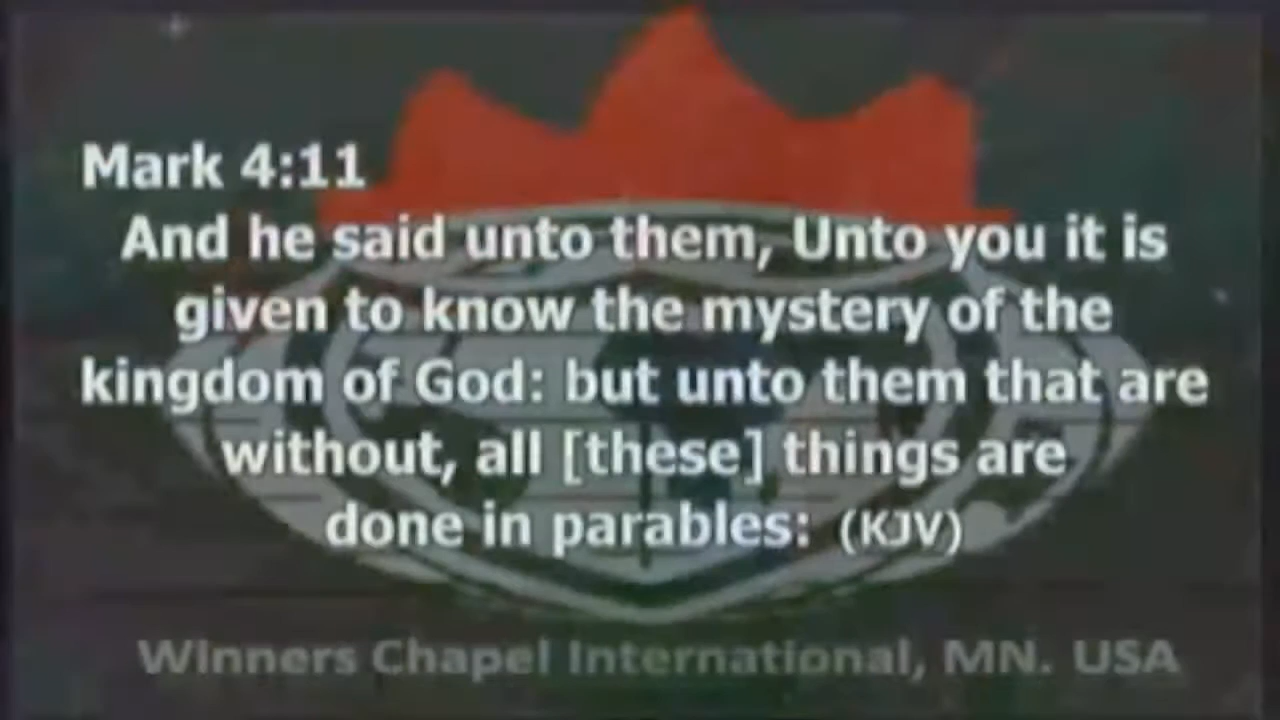 Mark 4:11
And he said unto them, Unto you it is
given to know the mystery of the
kingdom of God: but unto them that are
without, all [these] things are
done in parables: (KJV)
Winners Chapel International, MN. USA